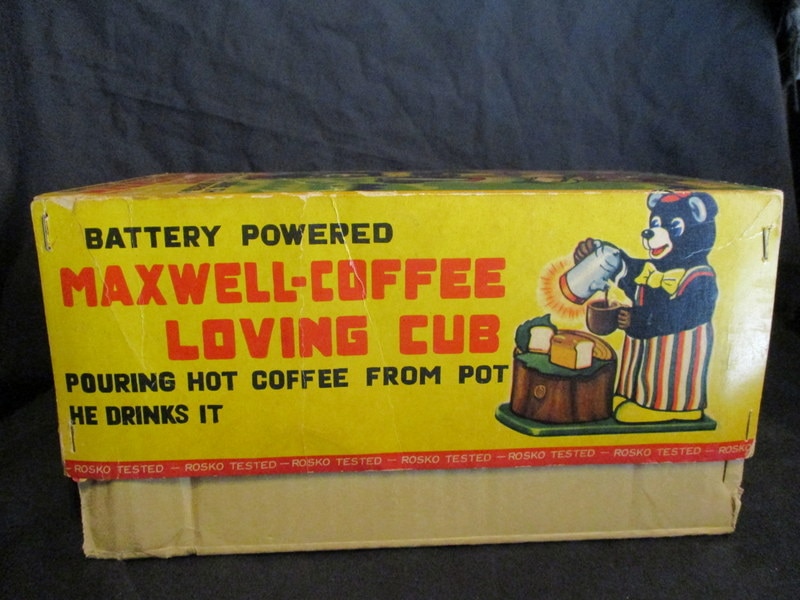 BATTERY POWERED
MAXWELL-COFFEE
LOVING CUB
POURING HOT COFFEE FROM POT
HE DRINKS IT
ROSKO TESTED — ROSKO TESTED — ROSKO TESTED — ROSKO TESTED — ROSKO TESTED — ROSKO TESTED — ROSKO